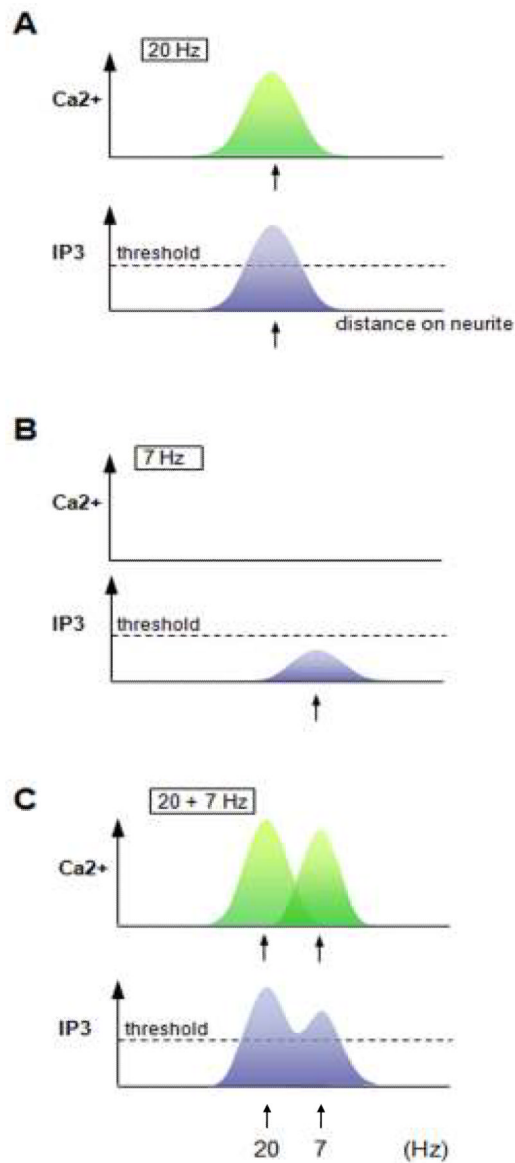 A
20 Hz
Ca2+
IP3
threshold
distance on neurite
B
7 Hz
Ca2+
IP3
threshold
C
20 + 7 Hz
Ca2+
IP3
threshold
20 7 (Hz)